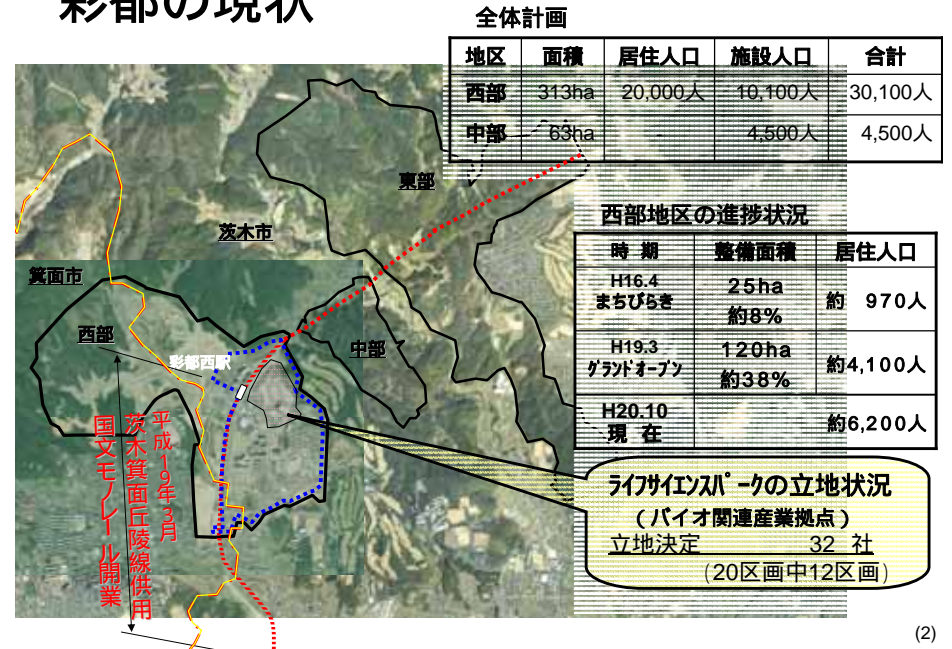 彩都の現状
全体計画
地区 面積 居住人口 施設人口 合計
西部 313ha 20,000人 10,100人 30,100人
中部 63ha - 4,500人 4,500人
東部
茨木市
箕面市
西部
彩都西駅
中部
西部地区の進捗状況
時 期 整備面積 居住人口
H16.4
まちびらき
25ha
約8%
約 970人
H19.3
グランドオープン
120ha
約38%
約4,100人
H20.10
現 在
約6,200人
平成19年3月
茨木箕面丘陵線供用
国文モノレール開業
ライフサイエンスパークの立地状況
(バイオ関連産業拠点)
立地決定 32 社
(20区画中12区画)
(2)